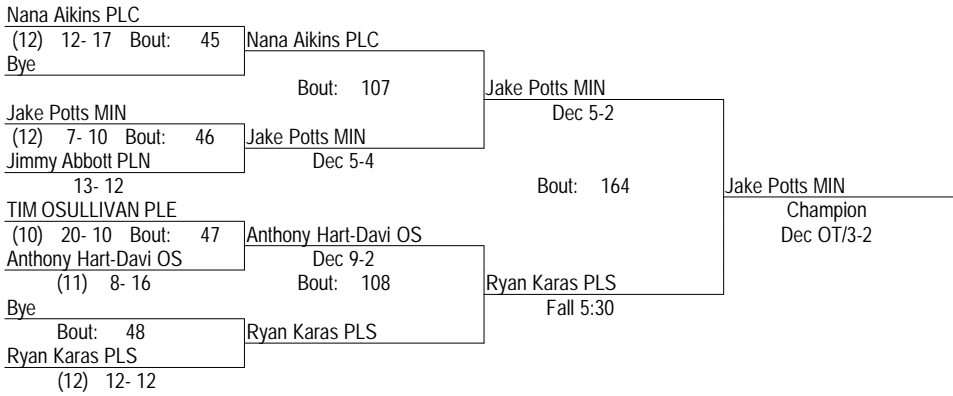 Nana Aikins PLC
(12) 12- 17 Bout: 45 Nana Aikins PLC
Bye
Bout: 107 Jake Potts MIN
Jake Potts MIN Dec 5-2
(12) 7- 10 Bout: 46 Jake Potts MIN
Jimmy Abbott PLN Dec 5-4
13- 12 Bout: 164 Jake Potts MIN
TIM OSULLIVAN PLE Champion
(10) 20- 10 Bout: 47 Anthony Hart-Davi OS Dec OT/3-2
Anthony Hart-Davi OS Dec 9-2
(11) 8- 16 Bout: 108 Ryan Karas PLS
Bye Fall 5:30
Bout: 48 Ryan Karas PLS
Ryan Karas PLS
(12) 12- 12